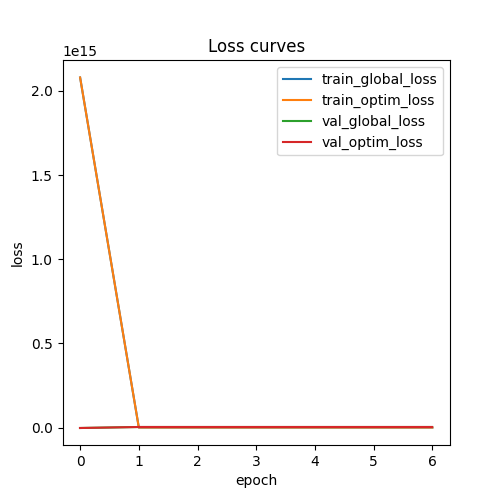 Loss curves
1e15
train_global_loss
train_optim_loss
val_global_loss
val_optim_loss
2.0
1.5
1.0
0.5
0.0
loss
0 1 2 3 4 5 6
epoch